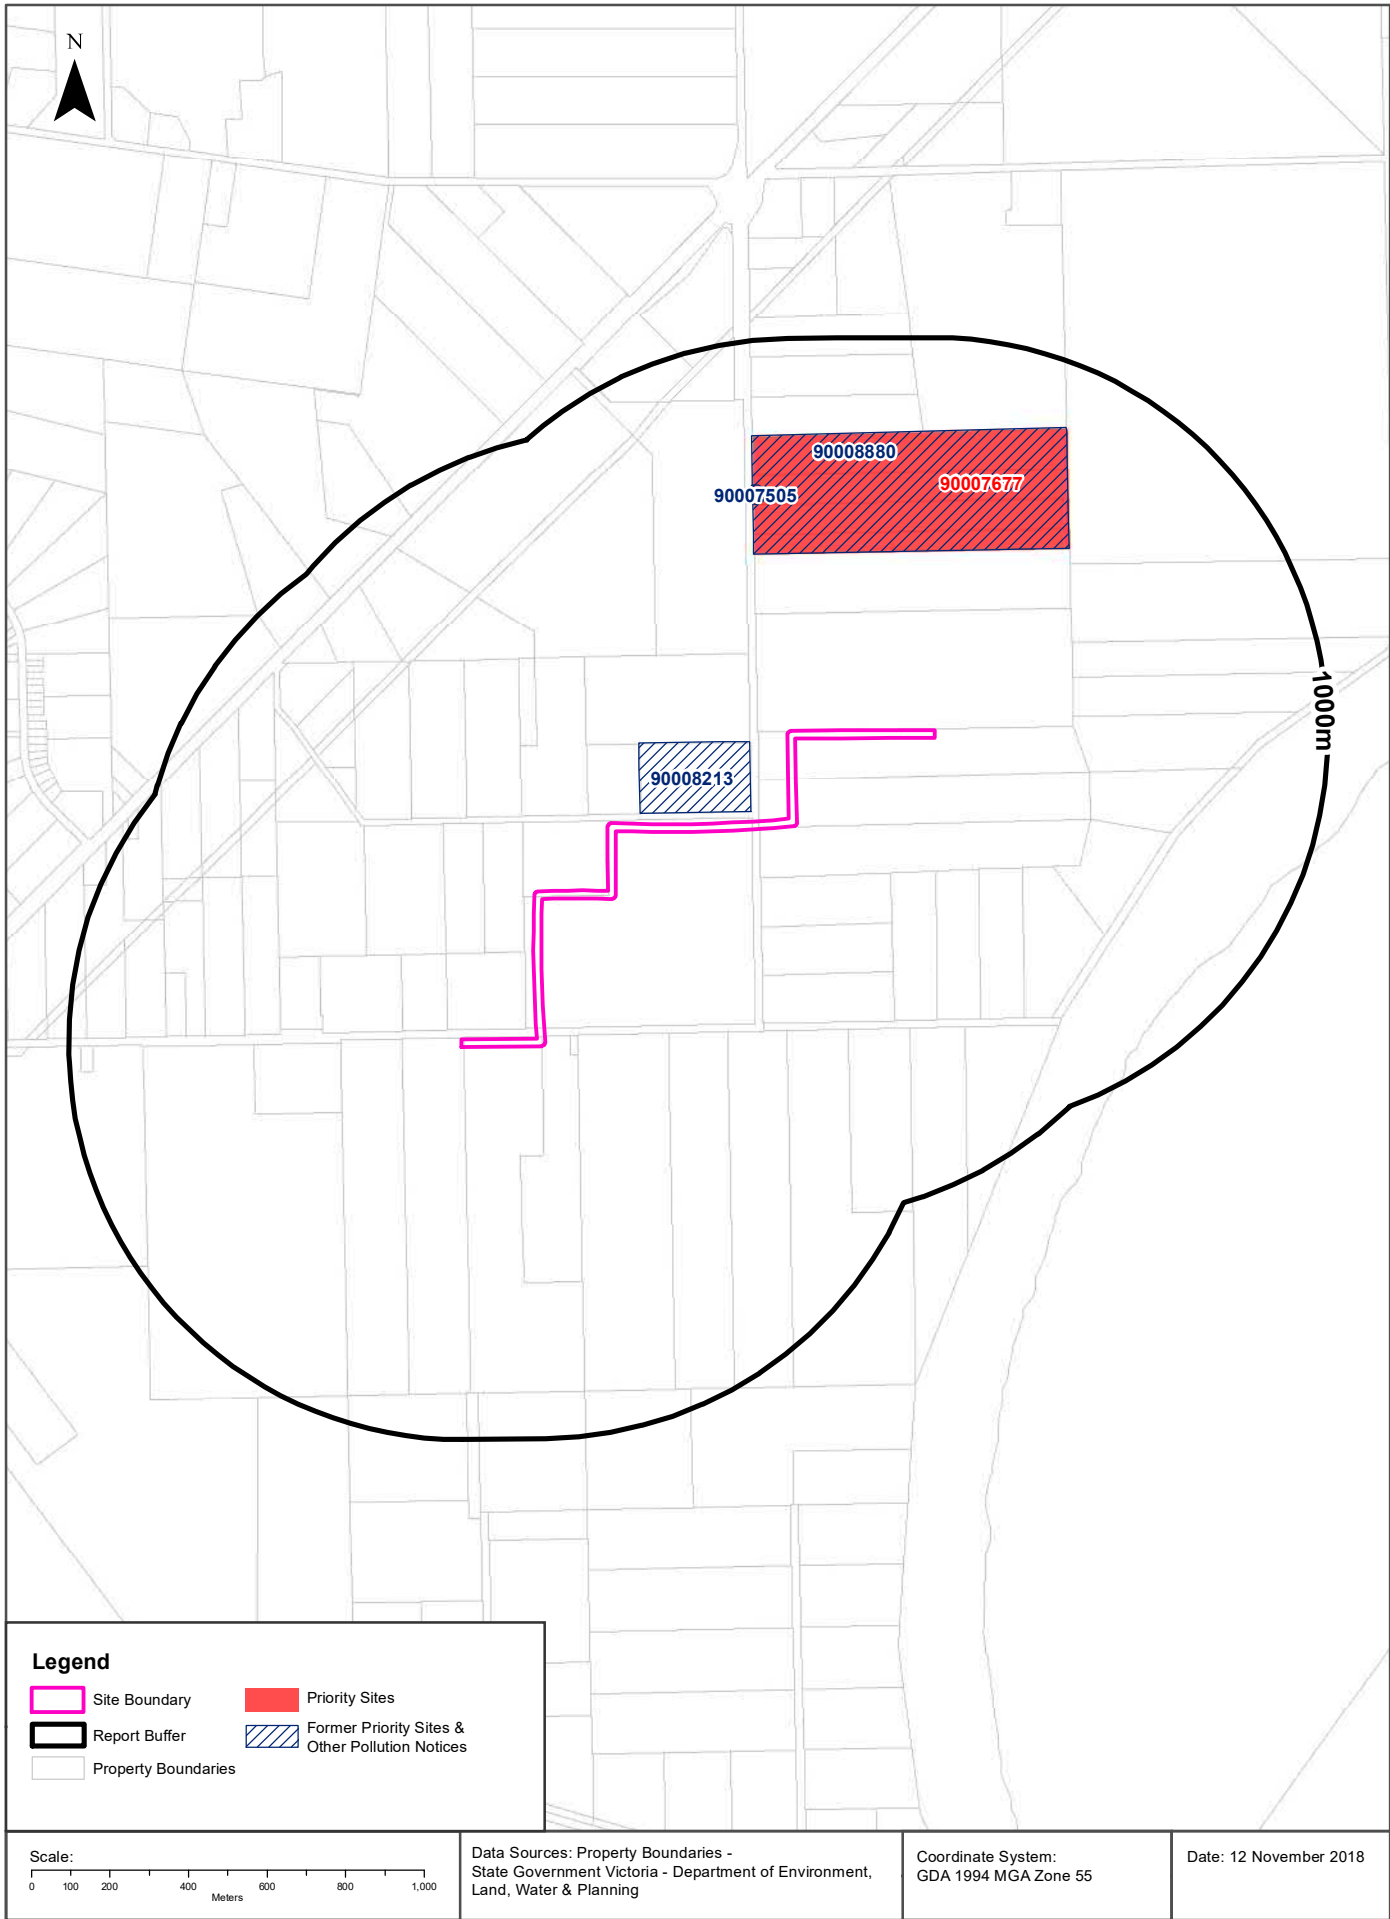 N
90008880
90007677
90007505
1000m
90008213
Legend
Site Boundary
Priority Sites
Report Buffer
Former Priority Sites &
Other Pollution Notices
Property Boundaries
Scale:
0 100 200 400 600 800 1,000
Meters
Data Sources: Property Boundaries -
State Government Victoria - Department of Environment,
Land, Water & Planning
Coordinate System:
GDA 1994 MGA Zone 55
Date: 12 November 2018